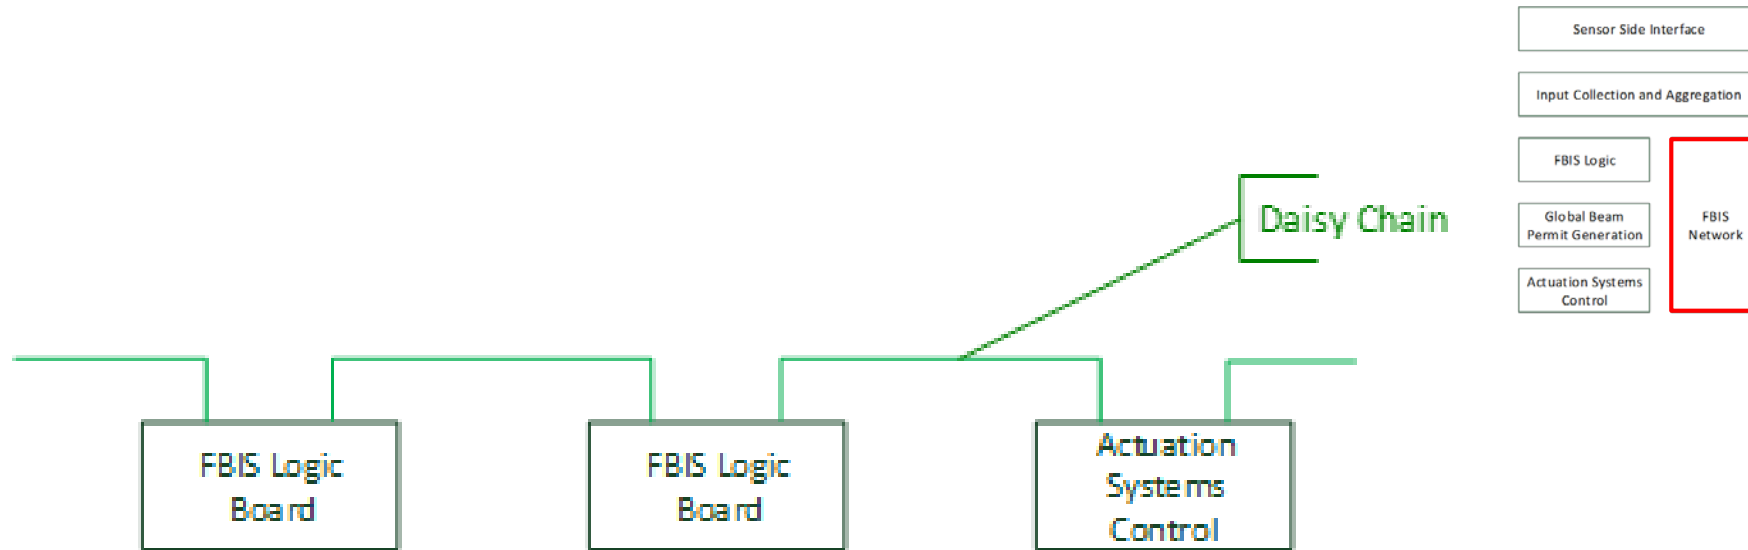 Sensor Side Interface
Input Collection and Aggregation
FBIS Logic
Global Beam
Permit Generation
FBIS
Network
Actuation Systems
Control
Daisy Chain
FBIS Logic
Board
FBIS Logic
Board
Actuation
Systems
Control